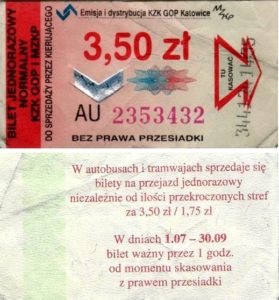 Emisja i dystrybucja KZK GOP Katowice
BILET JEDNORAZOWY
NORMALNY
KZK GOP i MZKP
DO SPRZEDAŻY PRZEZ KIERUJĄCEGO
3,50 zł
TU
KASOWAĆ
AU 2353432
BEZ PRAWA PRZESIADKI
W autobusach i tramwajach sprzedaje się
bilety na przejazd jednorazowy
niezależnie od ilości przekroczonych stref
za 3,50 zł / 1,75 zł
W dniach 1.07 – 30.09
bilet ważny przez 1 godz.
od momentu skasowania
z prawem przesiadki